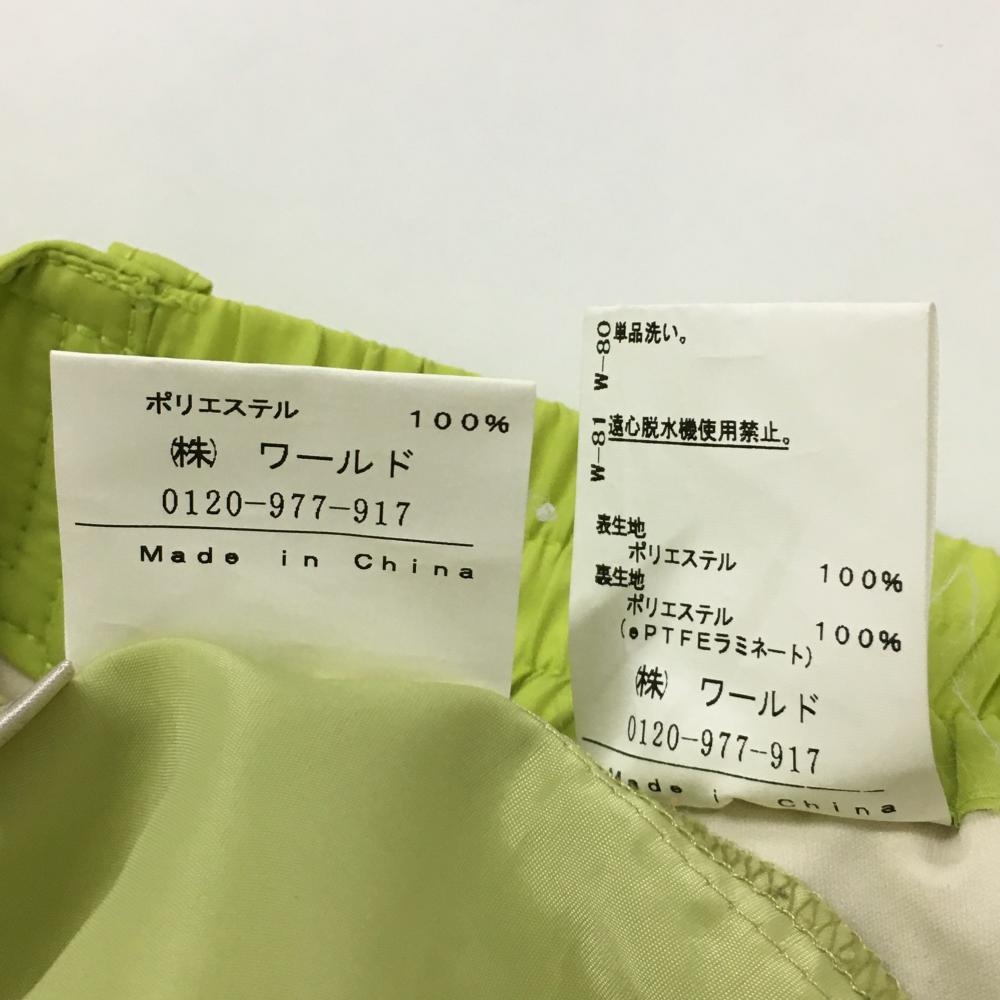 ポリエステル 100%
㈱ ワールド
0120-977-917
Made in China
W-80 単品洗い。
W-81 遠心脱水機使用禁止。
表生地
ポリエステル 100%
裏生地
ポリエステル 100%
(ePTFEラミネート)
㈱ ワールド
0120-977-917
Made in China